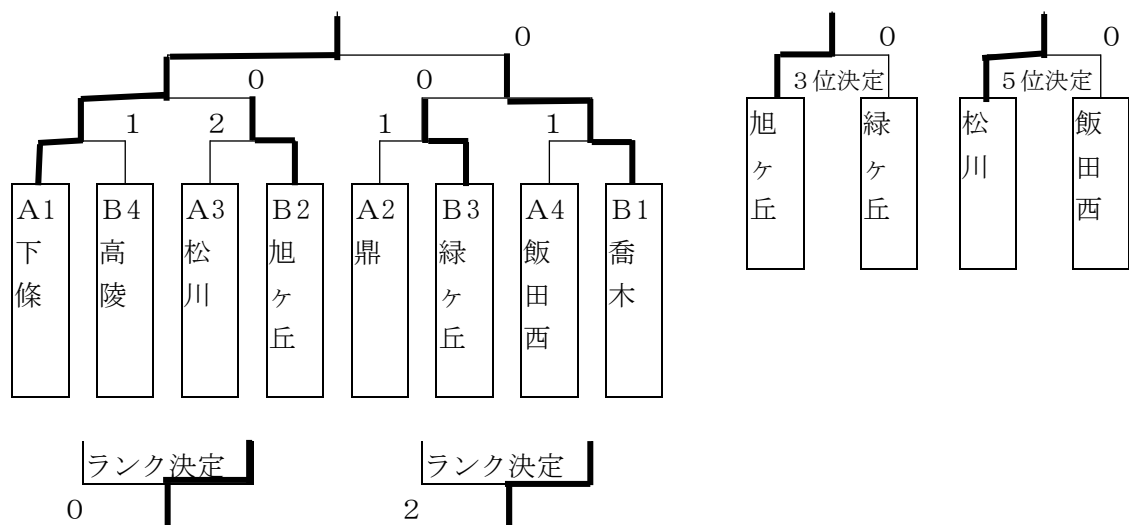 0
0
0
1
2
1
1
A1 下條
B4 高陵
A3 松川
B2 旭ヶ丘
A2 鼎
B3 緑ヶ丘
A4 飯田西
B1 喬木
ランク決定
0
ランク決定
2
0
3位決定
旭ヶ丘
緑ヶ丘
0
5位決定
松川
飯田西